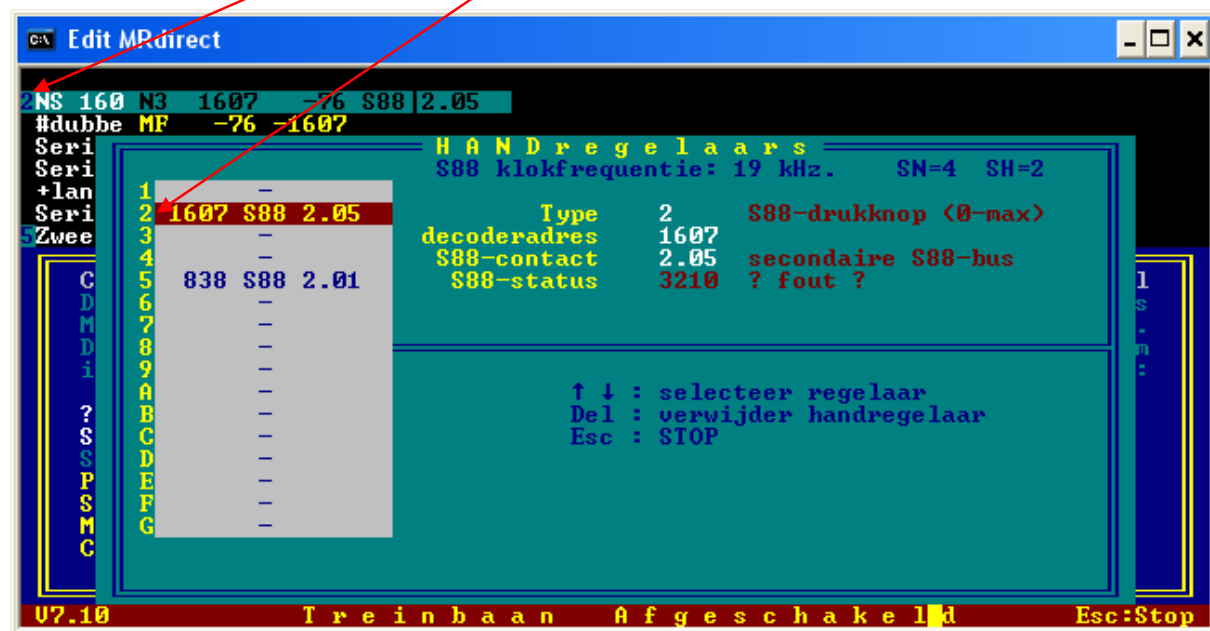 Edit MRdirect
2NS 160 N3 1607 -76 S88|2.05
#dubbe MF -76 -1607
Seri
Seri
+lan
Seri
5Zwee
HANDregelaars
S88 klokfrequentie: 19 kHz. SN=4 SH=2
1 -
2 1607 S88 2.05
3 -
4 -
5 838 S88 2.01
6 -
7 -
8 -
9 -
A -
B -
C -
D -
E -
F -
G -
Type 2 S88-drukknop (0-max)
decoderadres 1607
S88-contact 2.05 secondaire S88-bus
S88-status 3210 ? fout ?
↑ ↓ : selecteer regelaar
Del : verwijder handregelaar
Esc : STOP
C
D
M
D
i
?
S
S
P
S
M
C
l
s
.
m
:
V7.10 Treinbaan Afgeschakeld Esc:Stop